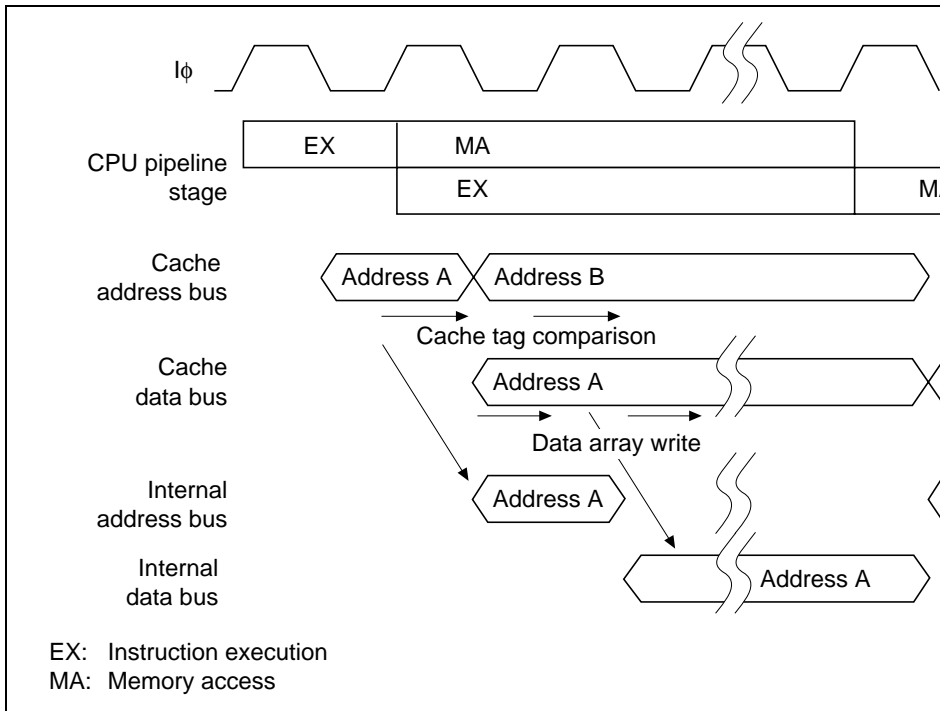 Iϕ
EX MA
CPU pipeline
stage
EX
Cache
address bus
Address A Address B
Cache tag comparison
Cache
data bus
Address A
Data array write
Internal
address bus
Address A
Internal
data bus
Address A
EX: Instruction execution
MA: Memory access